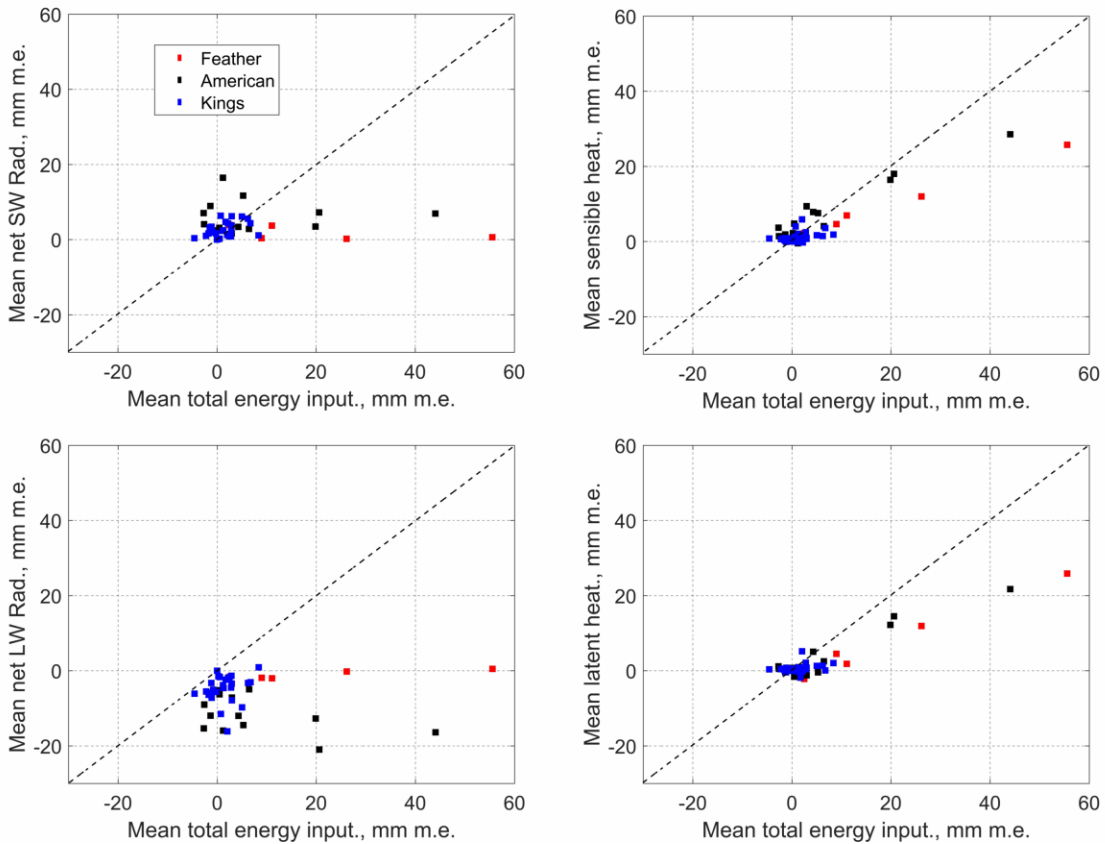 60
40
20
0
-20
-20 0 20 40 60
Mean net SW Rad., mm m.e.
Mean total energy input., mm m.e.
Feather
American
Kings
60
40
20
0
-20
-20 0 20 40 60
Mean sensible heat., mm m.e.
Mean total energy input., mm m.e.
60
40
20
0
-20
-20 0 20 40 60
Mean net LW Rad., mm m.e.
Mean total energy input., mm m.e.
60
40
20
0
-20
-20 0 20 40 60
Mean latent heat., mm m.e.
Mean total energy input., mm m.e.